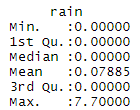 rain
Min.   :0.00000
1st Qu.:0.00000
Median :0.00000
Mean   :0.07885
3rd Qu.:0.00000
Max.   :7.70000